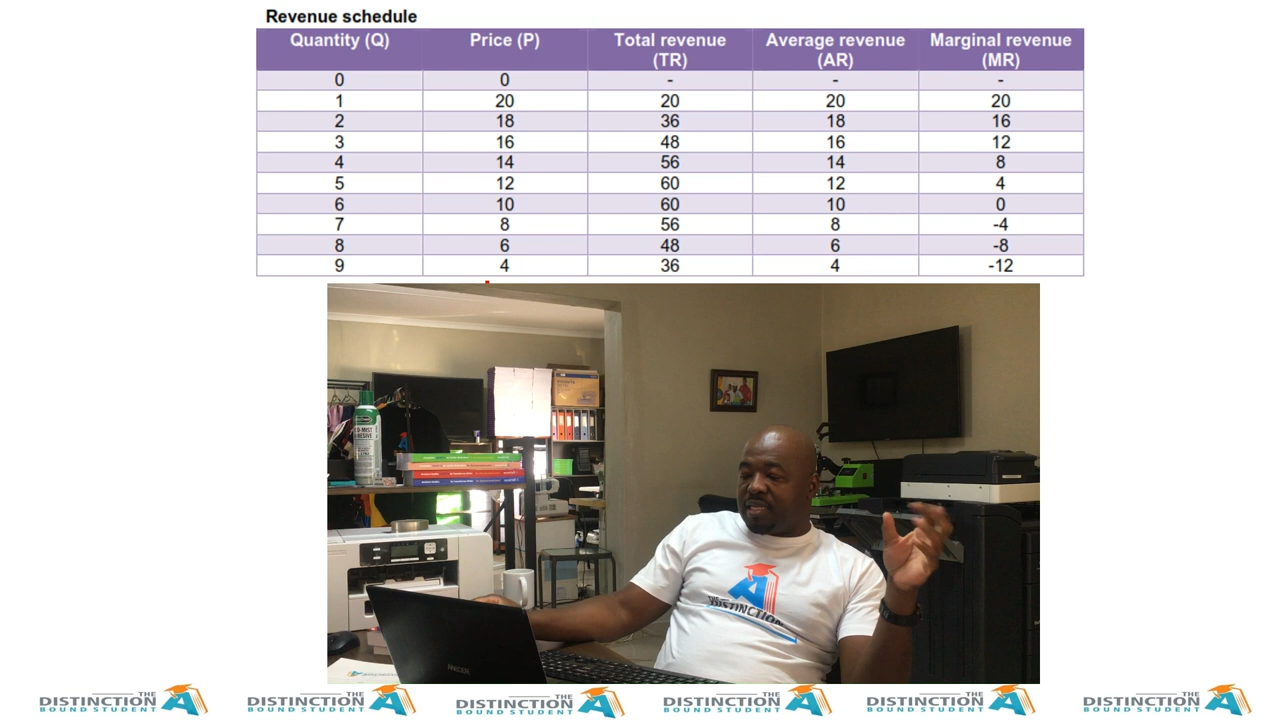 Revenue schedule
Quantity (Q) Price (P) Total revenue (TR) Average revenue (AR) Marginal revenue (MR)
0 0 - - -
1 20 20 20 20
2 18 36 18 16
3 16 48 16 12
4 14 56 14 8
5 12 60 12 4
6 10 60 10 0
7 8 56 8 -4
8 6 48 6 -8
9 4 36 4 -12
THE
DISTINCTION
THE DISTINCTION BOUND STUDENT
THE DISTINCTION BOUND STUDENT
THE DISTINCTION BOUND STUDENT
THE DISTINCTION BOUND STUDENT
THE DISTINCTION BOUND STUDENT
THE DISTINCTION BOUND STUDENT